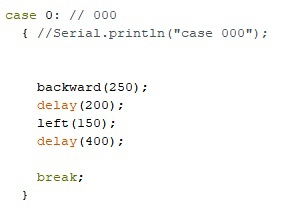 case 0: // 000
{ //Serial.println("case 000");
backward(250);
delay(200);
left(150);
delay(400);
break;
}